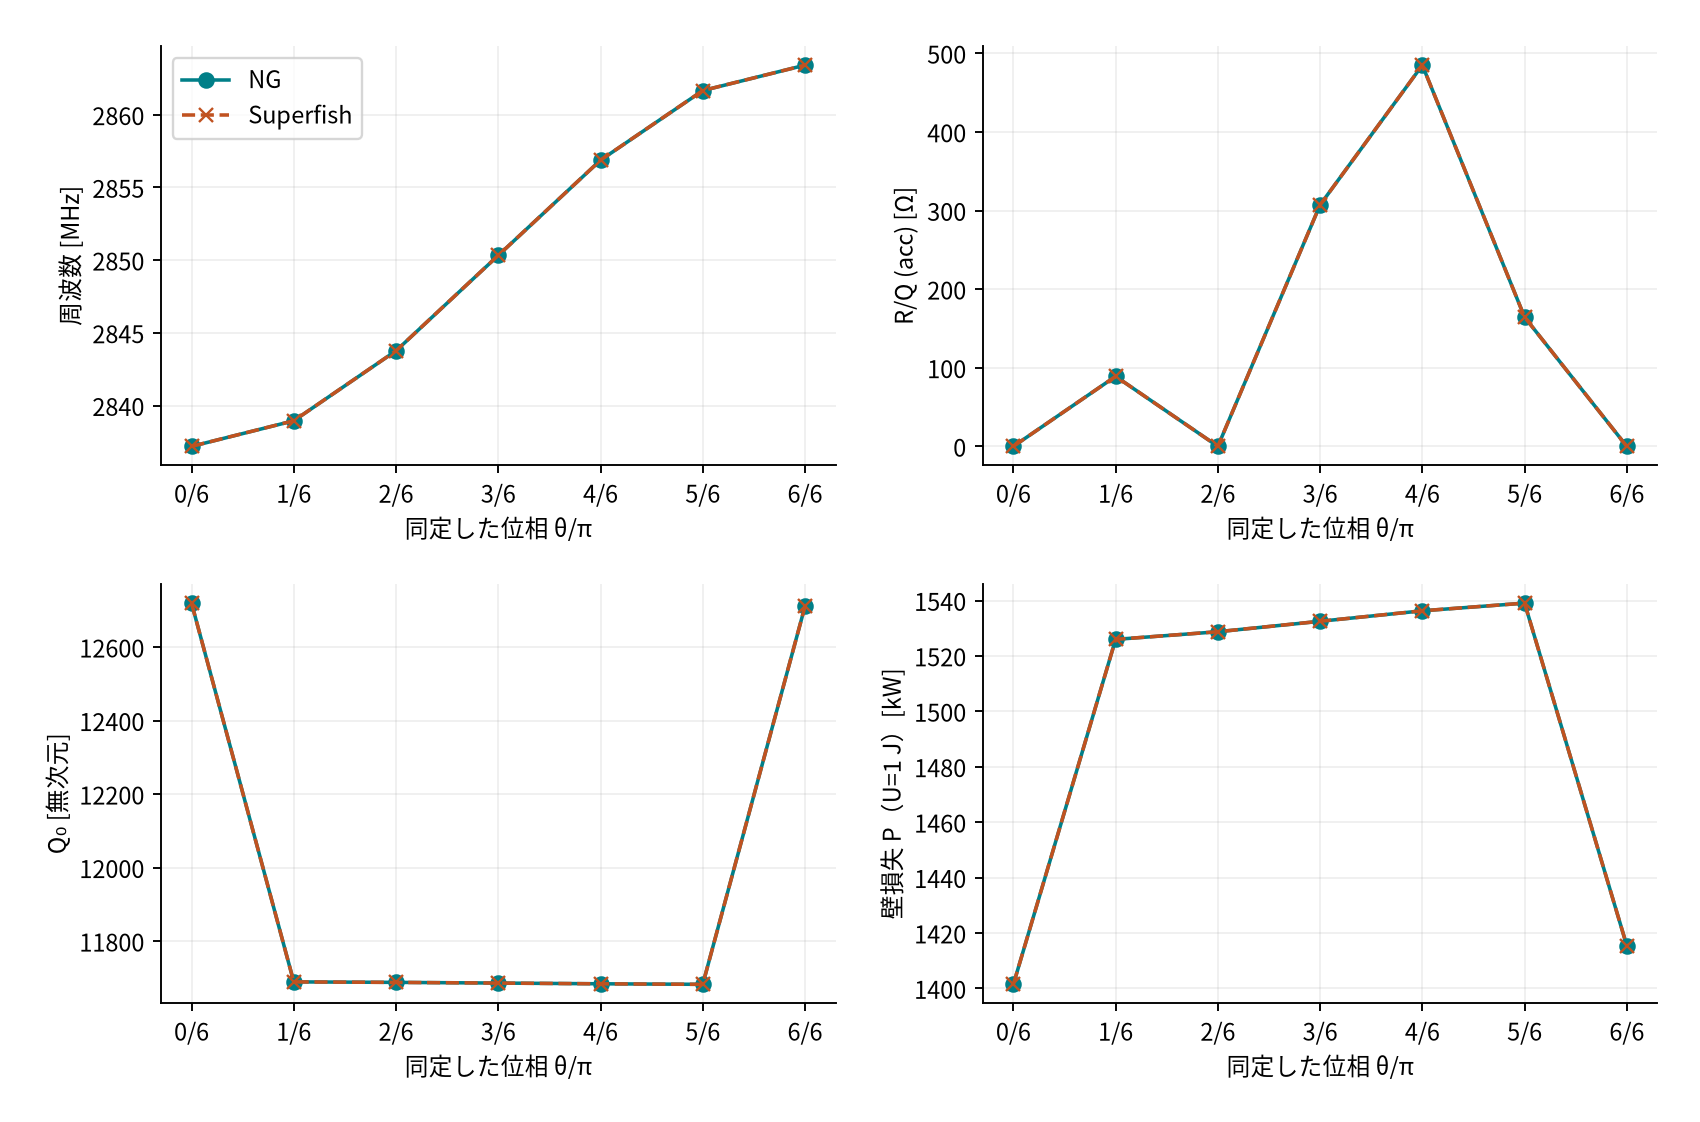 NG
Superfish
周波数 [MHz]
2860
2855
2850
2845
2840
0/6 1/6 2/6 3/6 4/6 5/6 6/6
同定した位相 θ/π
R/Q (acc) [Ω]
500
400
300
200
100
0
0/6 1/6 2/6 3/6 4/6 5/6 6/6
同定した位相 θ/π
Q₀ [無次元]
12600
12400
12200
12000
11800
0/6 1/6 2/6 3/6 4/6 5/6 6/6
同定した位相 θ/π
壁損失 P（U=1 J）[kW]
1540
1520
1500
1480
1460
1440
1420
1400
0/6 1/6 2/6 3/6 4/6 5/6 6/6
同定した位相 θ/π